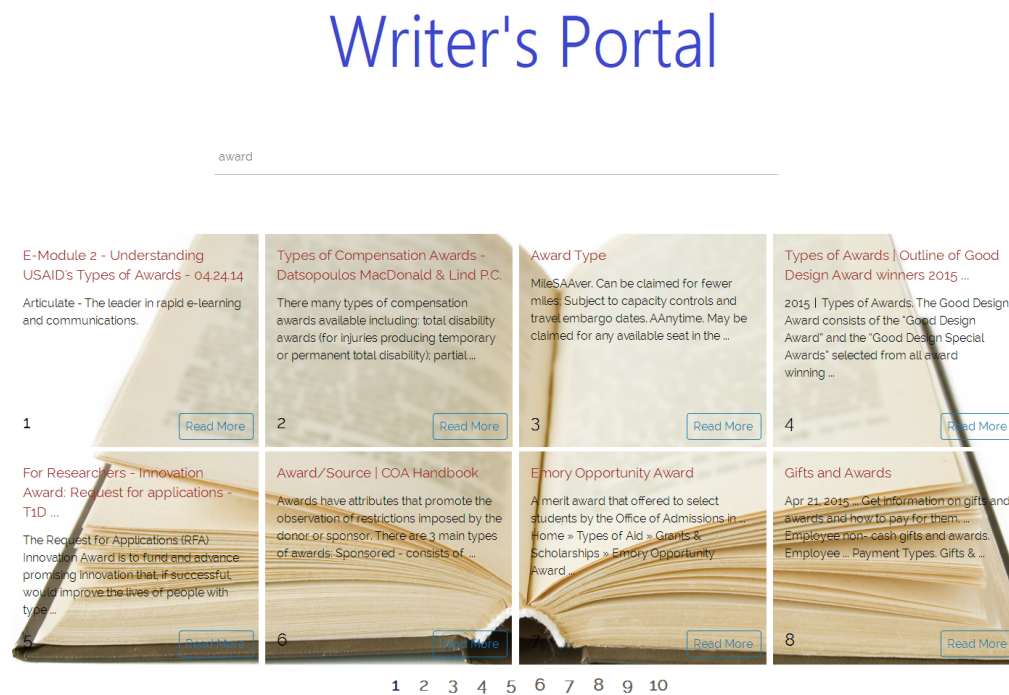 Writer's Portal
award
E-Module 2 - Understanding
USAID's Types of Awards - 04.24.14
Articulate - The leader in rapid e-learning
and communications.
1
Read More
Types of Compensation Awards -
Datsopoulos MacDonald & Lind P.C.
There many types of compensation
awards available including: total disability
awards (for injuries producing temporary
or permanent total disability); partial ...
2
Read More
Award Type
MileSAAver. Can be claimed for fewer
miles; Subject to capacity controls and
travel embargo dates. AAnytime. May be
claimed for any available seat in the ...
3
Read More
Types of Awards | Outline of Good
Design Award winners 2015 ...
2015 | Types of Awards. The Good Design
Award consists of the "Good Design
Award" and the "Good Design Special
Awards" selected from all award
winning ...
4
Read More
For Researchers - Innovation
Award: Request for applications -
T1D ...
The Request for Applications (RFA)
Innovation Award is to fund and advance
promising innovation that, if successful,
would improve the lives of people with
type ...
5
Read More
Award/Source | COA Handbook
Awards have attributes that promote the
observation of restrictions imposed by the
donor or sponsor. There are 3 main types
of awards: Sponsored - consists of ...
6
Read More
Emory Opportunity Award
A merit award that offered to select
students by the Office of Admissions in ...
Home » Types of Aid » Grants &
Scholarships » Emory Opportunity
Award ...
7
Read More
Gifts and Awards
Apr 21, 2015 ... Get information on gifts and
awards and how to pay for them. ...
Employee non- cash gifts and awards.
Employee ... Payment Types. Gifts & ...
8
Read More
1 2 3 4 5 6 7 8 9 10